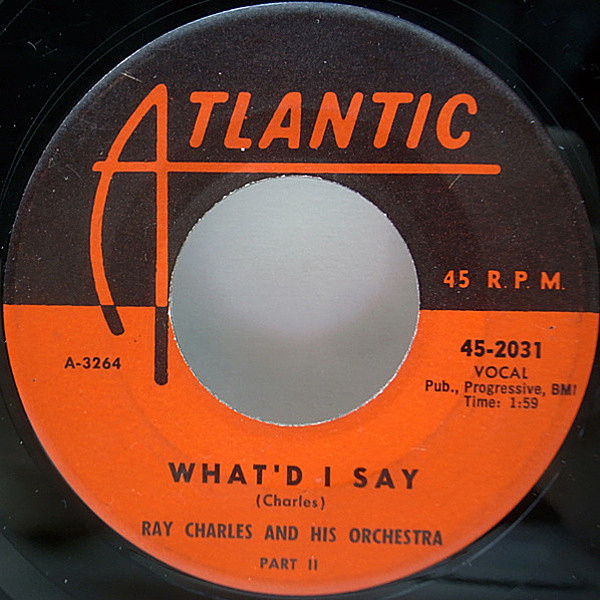 ATLANTIC
45 R.P.M.
A-3264
45-2031
VOCAL
Pub., Progressive, BMI
Time: 1:59
WHAT'D I SAY
(Charles)
RAY CHARLES AND HIS ORCHESTRA
PART II